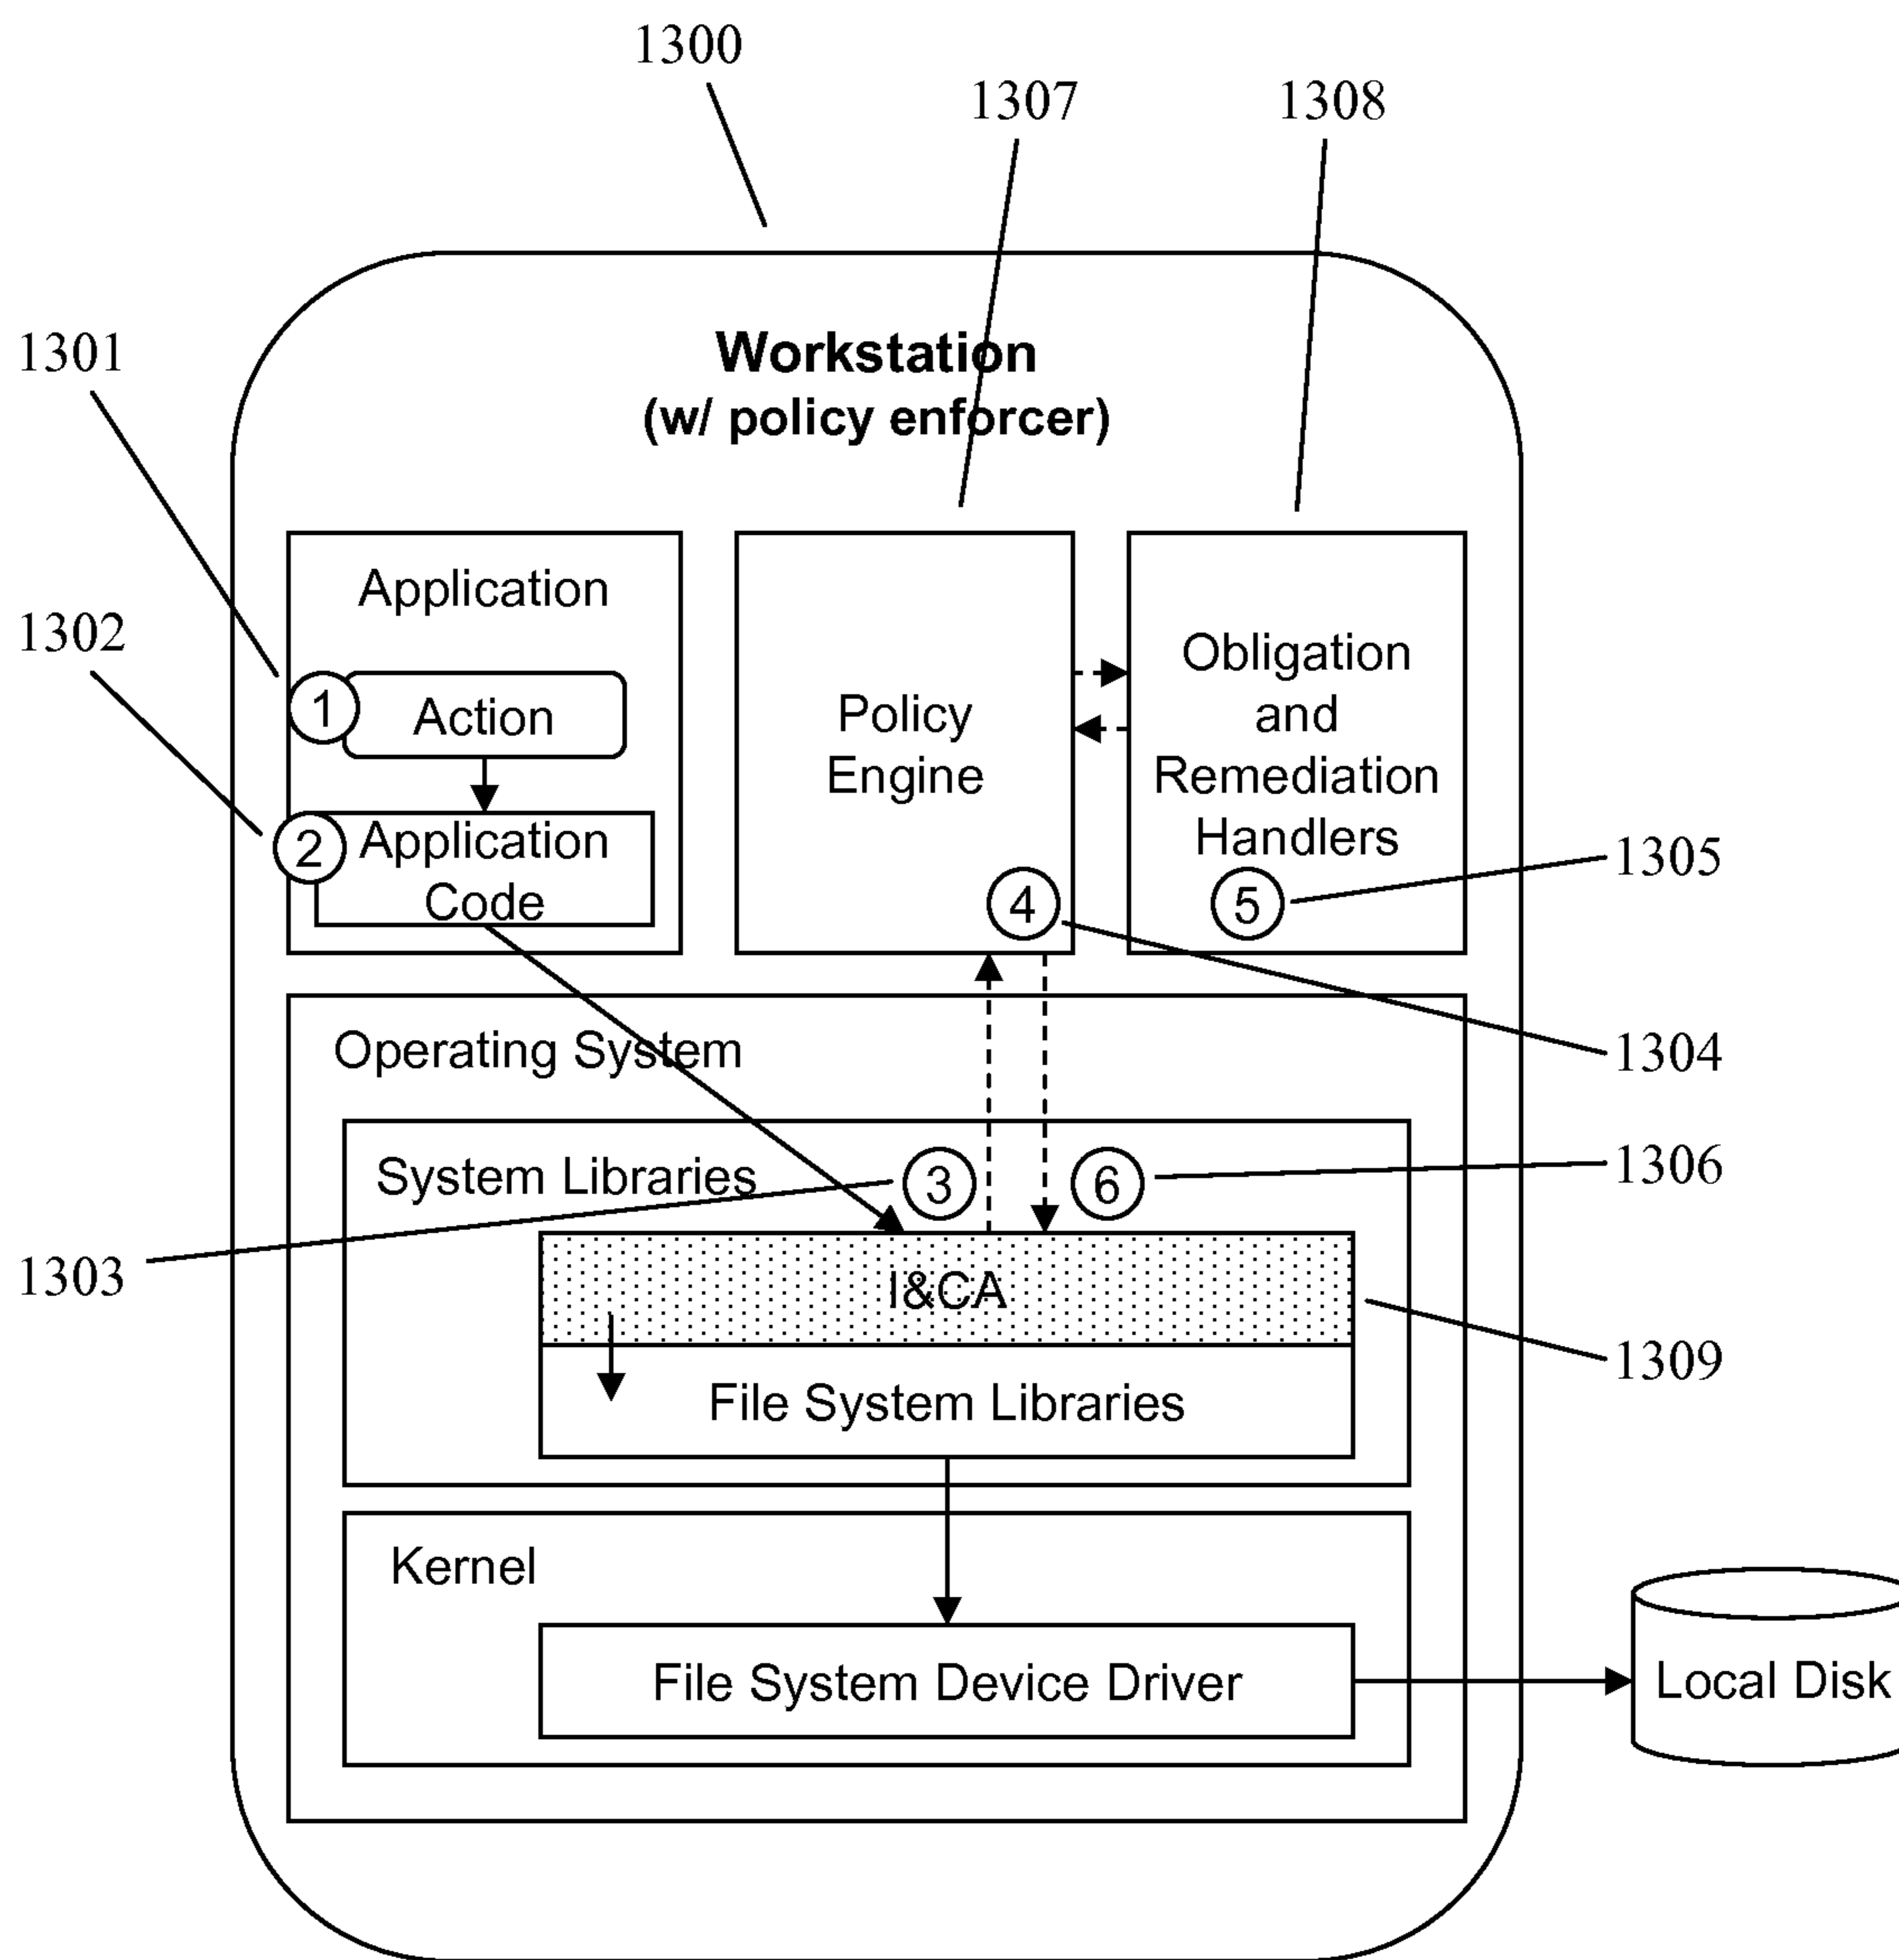 1300
1307
1308
1301
Workstation
(w/ policy enforcer)
1302
Application
1
Action
2
Application
Code
Policy
Engine
4
Obligation
and
Remediation
Handlers
5
1305
1304
Operating System
System Libraries
3
6
1306
1303
I&CA
1309
File System Libraries
Kernel
File System Device Driver
Local Disk